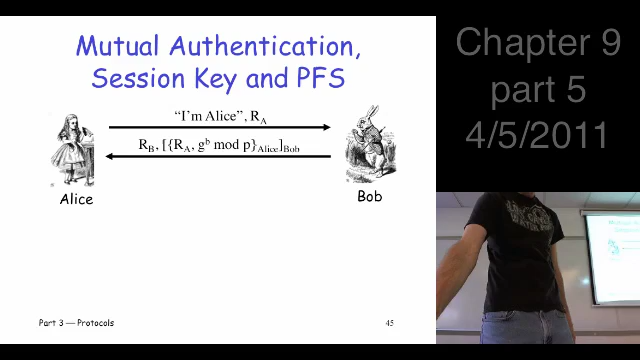 Mutual Authentication,
Session Key and PFS
“I’m Alice”, R_A
R_B, [{R_A, g^b mod p}_Alice]_Bob
Alice
Bob
Part 3 — Protocols
45
Chapter 9
part 5
4/5/2011